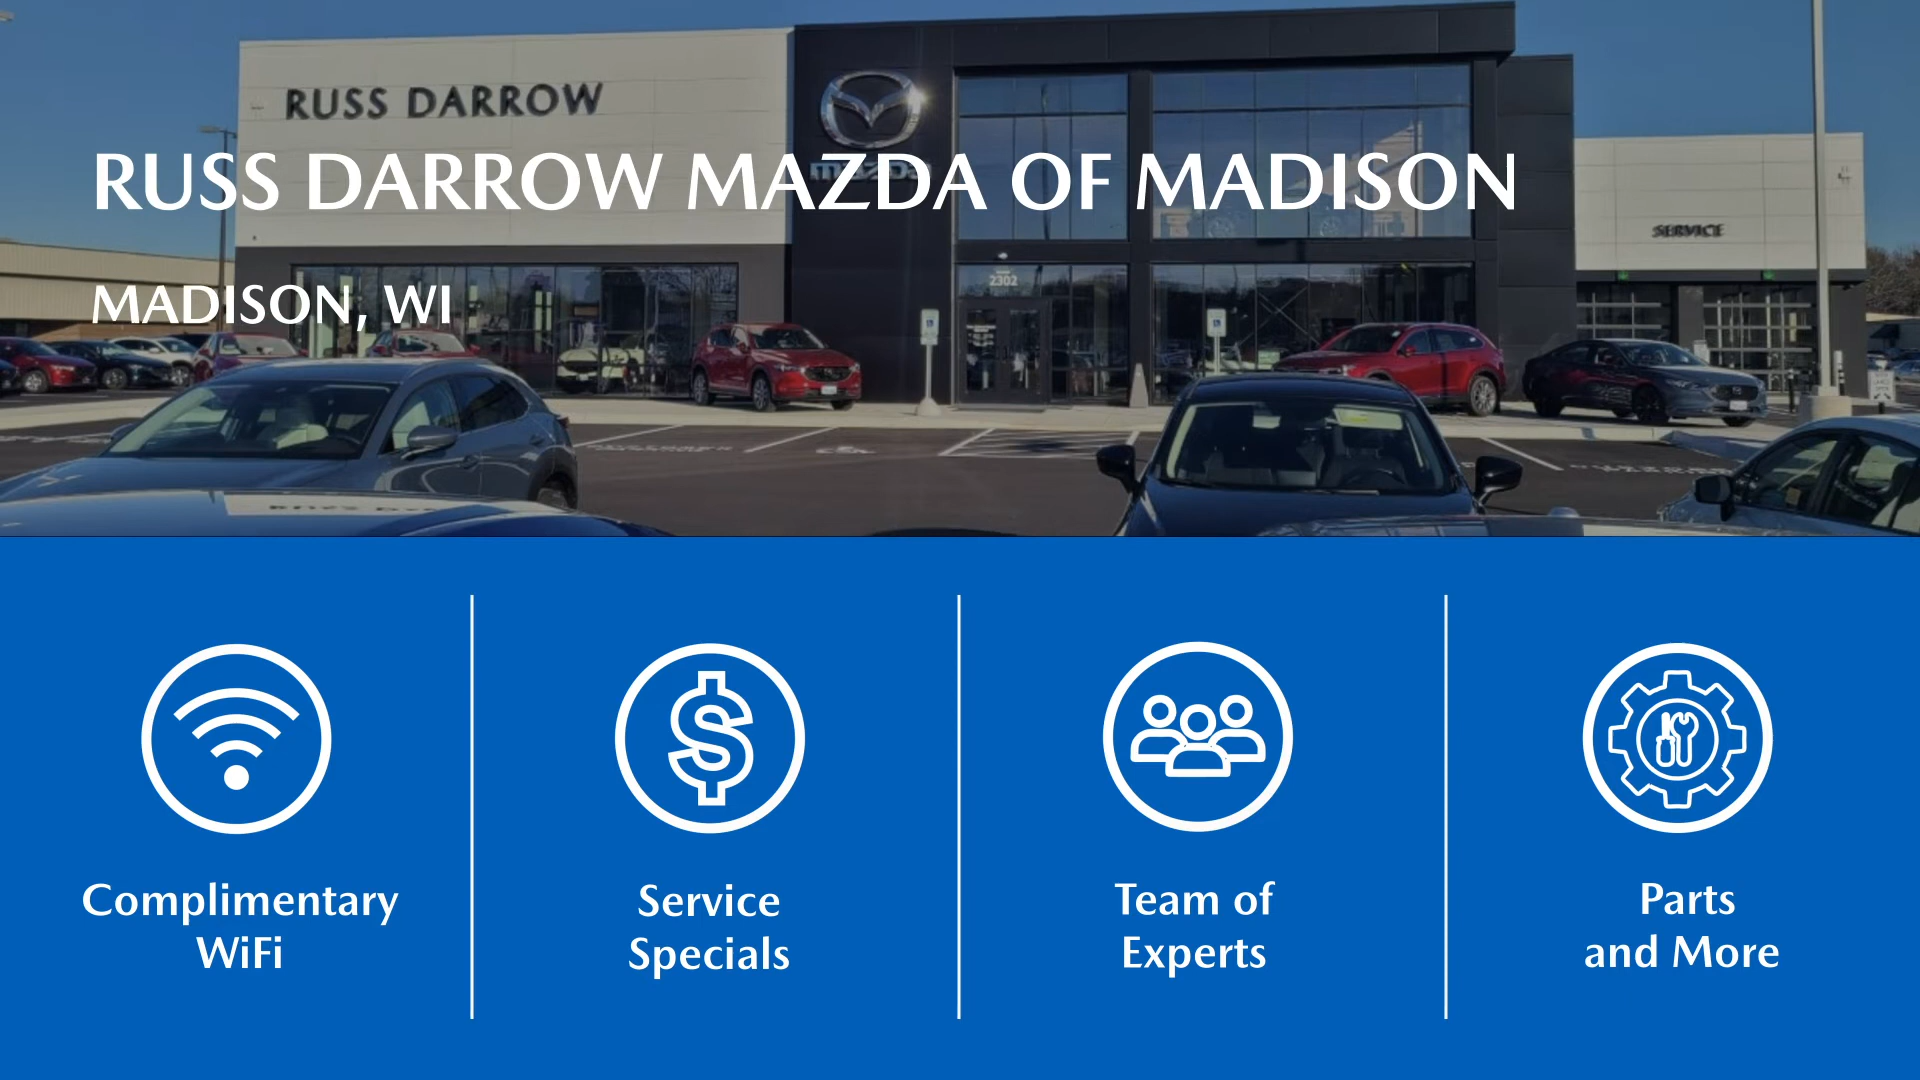 RUSS DARROW
mazda
RUSS DARROW MAZDA OF MADISON
SERVICE
2302
MADISON, WI
Complimentary
WiFi
Service
Specials
Team of
Experts
Parts
and More